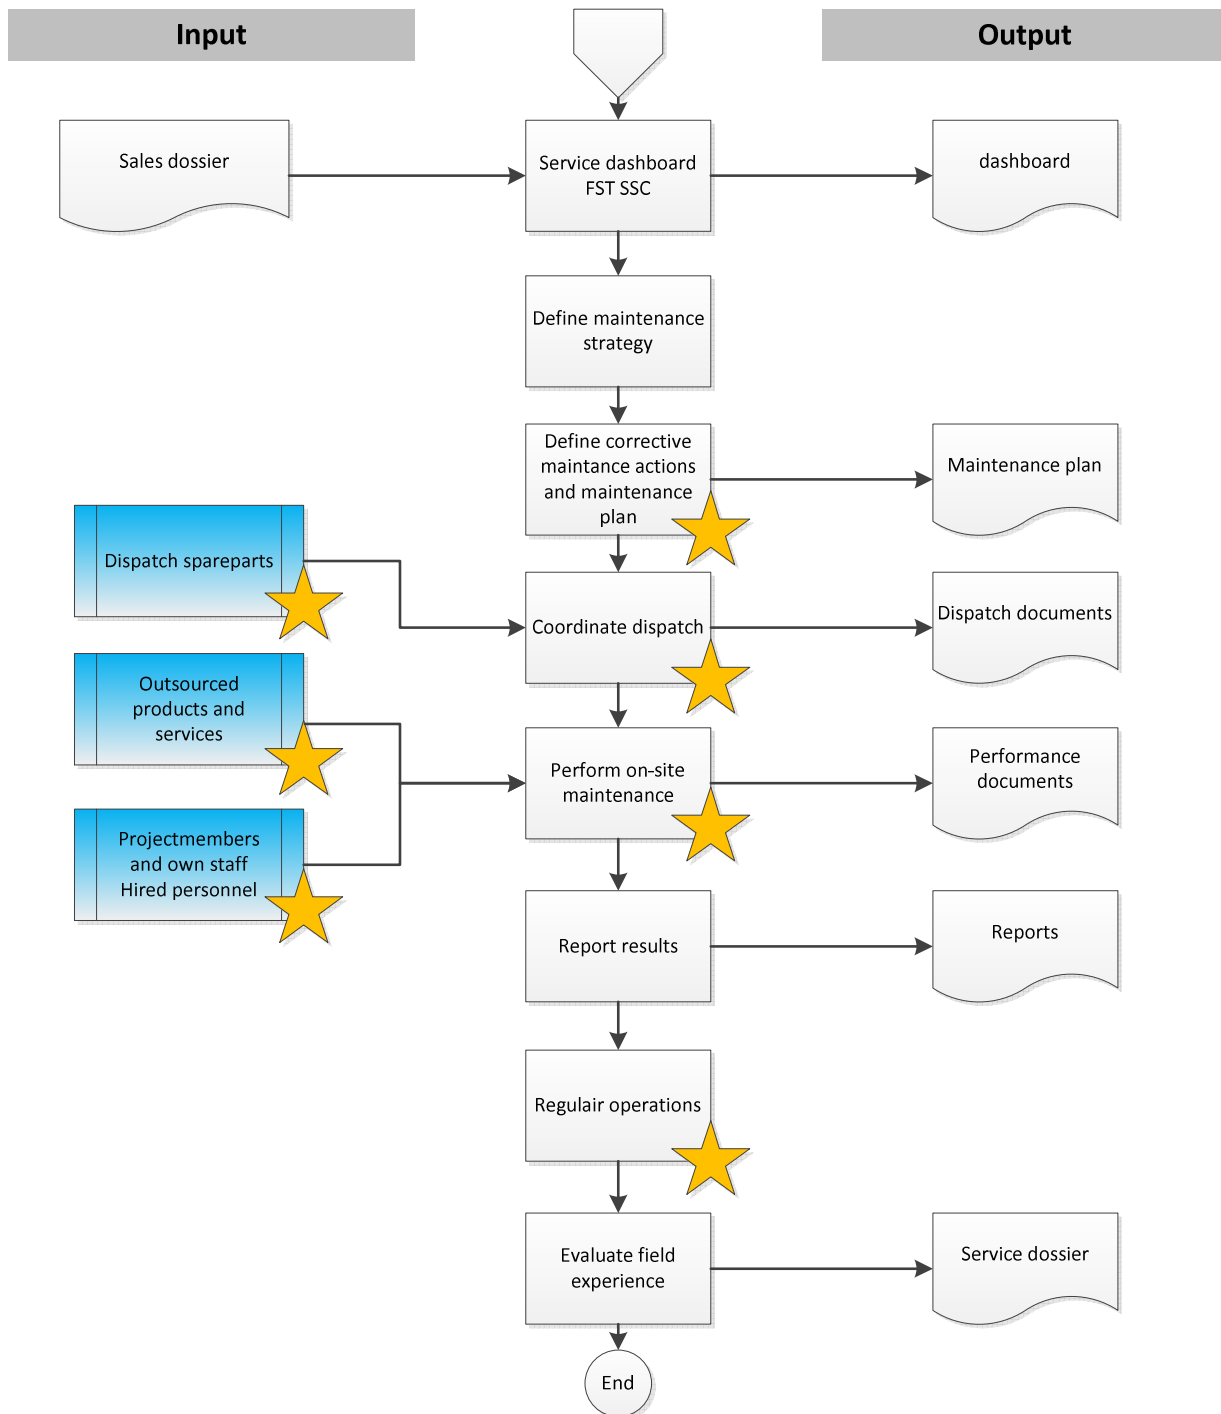 Input
Output
Sales dossier
Service dashboard
FST SSC
dashboard
Define maintenance
strategy
Define corrective
maintance actions
and maintenance
plan
Maintenance plan
Dispatch spareparts
Coordinate dispatch
Dispatch documents
Outsourced
products and
services
Perform on-site
maintenance
Performance
documents
Projectmembers
and own staff
Hired personnel
Report results
Reports
Regulair operations
Evaluate field
experience
Service dossier
End